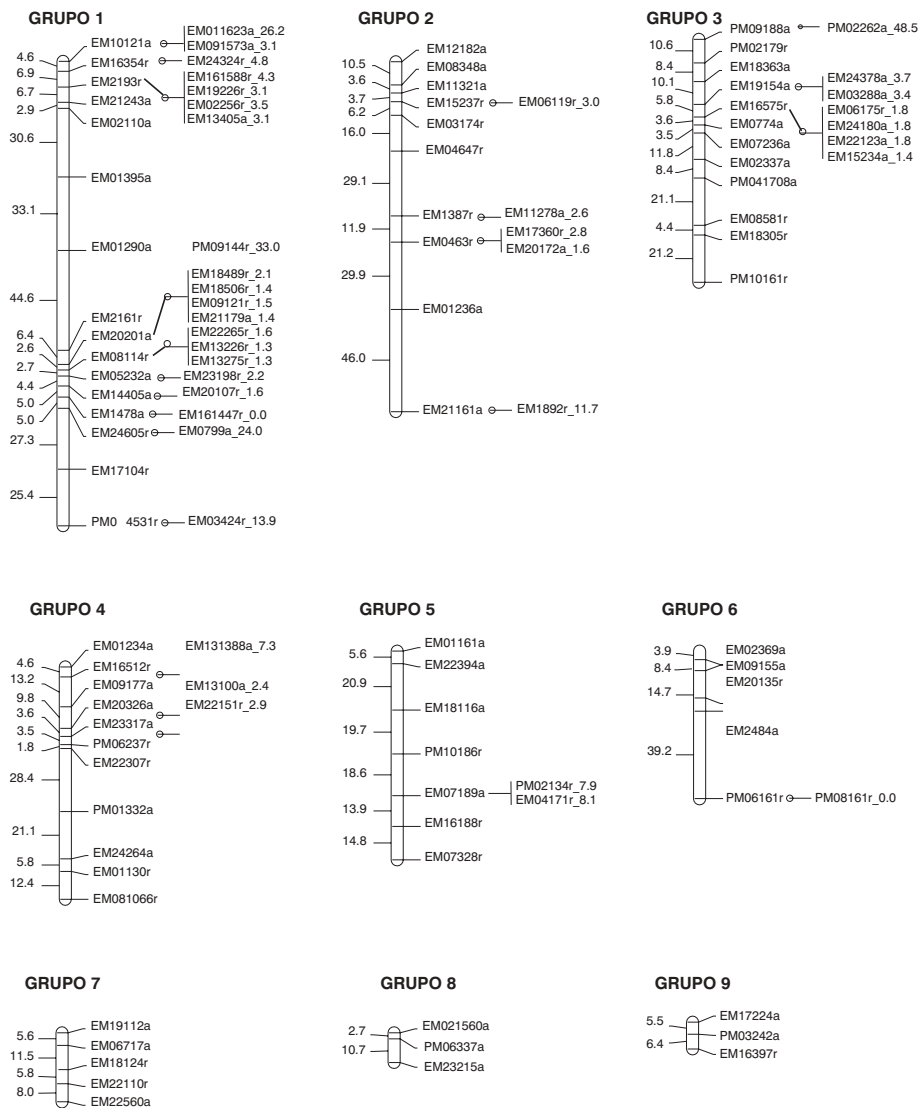 GRUPO 1
4.6
6.9
6.7
2.9
30.6
33.1
44.6
6.4
2.6
2.7
4.4
5.0
5.0
27.3
25.4
EM10121a
EM16354r
EM2193r
EM21243a
EM02110a
EM01395a
EM01290a
EM2161r
EM20201a
EM08114r
EM05232a
EM14405a
EM1478a
EM24605r
EM17104r
PM0 4531r
EM011623a_26.2
EM091573a_3.1
EM24324r_4.8
EM161588r_4.3
EM19226r_3.1
EM02256r_3.5
EM13405a_3.1
PM09144r_33.0
EM18489r_2.1
EM18506r_1.4
EM09121r_1.5
EM21179a_1.4
EM22265r_1.6
EM13226r_1.3
EM13275r_1.3
EM23198r_2.2
EM20107r_1.6
EM161447r_0.0
EM0799a_24.0
EM03424r_13.9
GRUPO 2
10.5
3.6
3.7
6.2
16.0
29.1
11.9
29.9
46.0
EM12182a
EM08348a
EM11321a
EM15237r
EM03174r
EM04647r
EM1387r
EM0463r
EM01236a
EM21161a
EM06119r_3.0
EM11278a_2.6
EM17360r_2.8
EM20172a_1.6
EM1892r_11.7
GRUPO 3
10.6
8.4
10.1
5.8
3.6
3.5
11.8
8.4
21.1
4.4
21.2
PM09188a
PM02179r
EM18363a
EM19154a
EM16575r
EM0774a
EM07236a
EM02337a
PM041708a
EM08581r
EM18305r
PM10161r
PM02262a_48.5
EM24378a_3.7
EM03288a_3.4
EM06175r_1.8
EM24180a_1.8
EM22123a_1.8
EM15234a_1.4
GRUPO 4
4.6
13.2
9.8
3.6
3.5
1.8
28.4
21.1
5.8
12.4
EM01234a
EM16512r
EM09177a
EM20326a
EM23317a
PM06237r
EM22307r
PM01332a
EM24264a
EM01130r
EM081066r
EM131388a_7.3
EM13100a_2.4
EM22151r_2.9
GRUPO 5
5.6
20.9
19.7
18.6
13.9
14.8
EM01161a
EM22394a
EM18116a
PM10186r
EM07189a
EM16188r
EM07328r
PM02134r_7.9
EM04171r_8.1
GRUPO 6
3.9
8.4
14.7
39.2
EM02369a
EM09155a
EM20135r
EM2484a
PM06161r
PM08161r_0.0
GRUPO 7
5.6
11.5
5.8
8.0
EM19112a
EM06717a
EM18124r
EM22110r
EM22560a
GRUPO 8
2.7
10.7
EM021560a
PM06337a
EM23215a
GRUPO 9
5.5
6.4
EM17224a
PM03242a
EM16397r